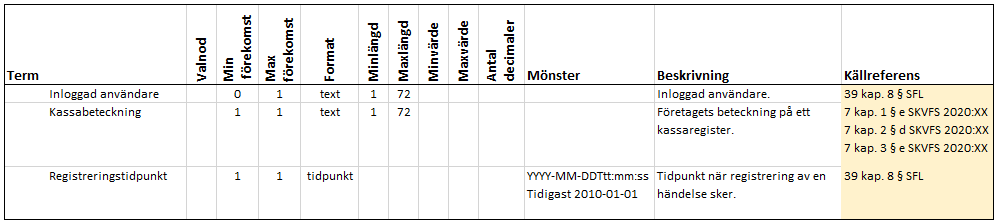 Term Valnod Min förekomst Max förekomst Format Minlängd Maxlängd Minvärde Maxvärde Antal decimaler Mönster Beskrivning Källreferens
Inloggad användare 0 1 text 1 72 Inloggad användare. 39 kap. 8 § SFL
Kassabeteckning 1 1 text 1 72 Företagets beteckning på ett 7 kap. 1 § e SKVFS 2020:XX
kassaregister. 7 kap. 2 § d SKVFS 2020:XX
7 kap. 3 § e SKVFS 2020:XX
Registreringstidpunkt 1 1 tidpunkt YYYY-MM-DDTtt:mm:ss Tidpunkt när registrering av en 39 kap. 8 § SFL
Tidigast 2010-01-01 händelse sker.